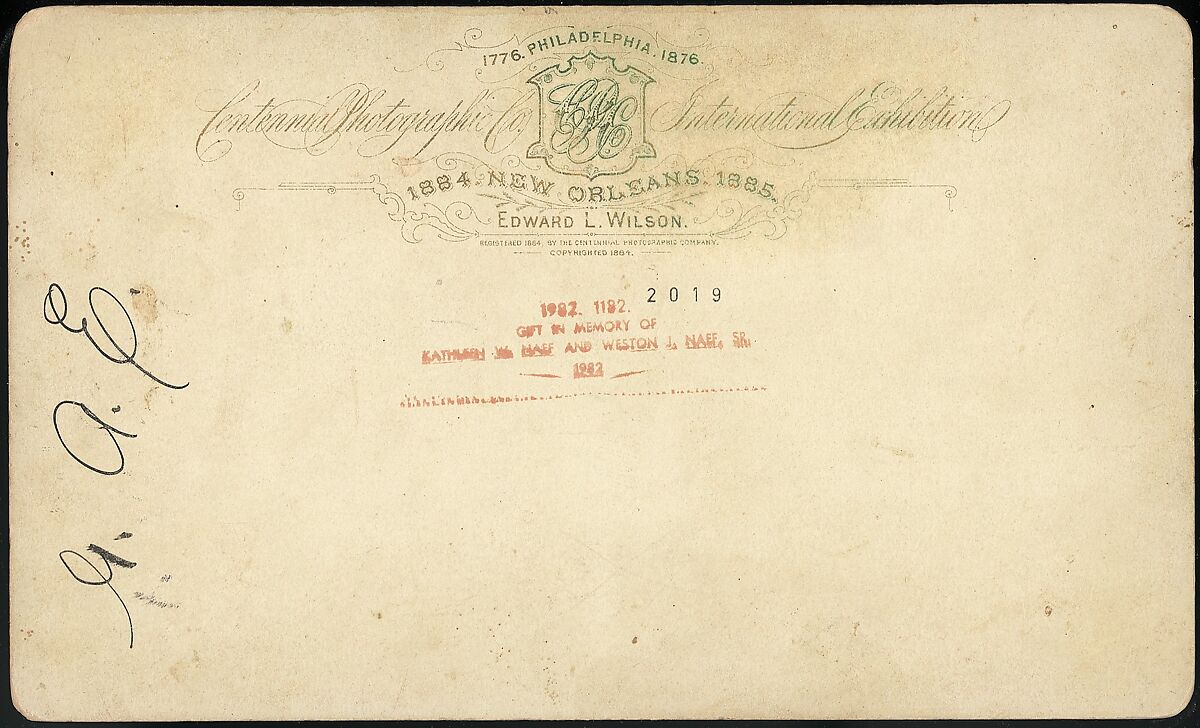 1776. PHILADELPHIA. 1876.
Centennial Photographic Co. International Exhibition
1884. NEW ORLEANS. 1885.
EDWARD L. WILSON.
REGISTERED 1884, BY THE CENTENNIAL PHOTOGRAPHIC COMPANY.
COPYRIGHTED 1884.
1982. 1182. 2019
GIFT IN MEMORY OF
KATHLEEN W. NAEF AND WESTON J. NAEF, SR.
1982